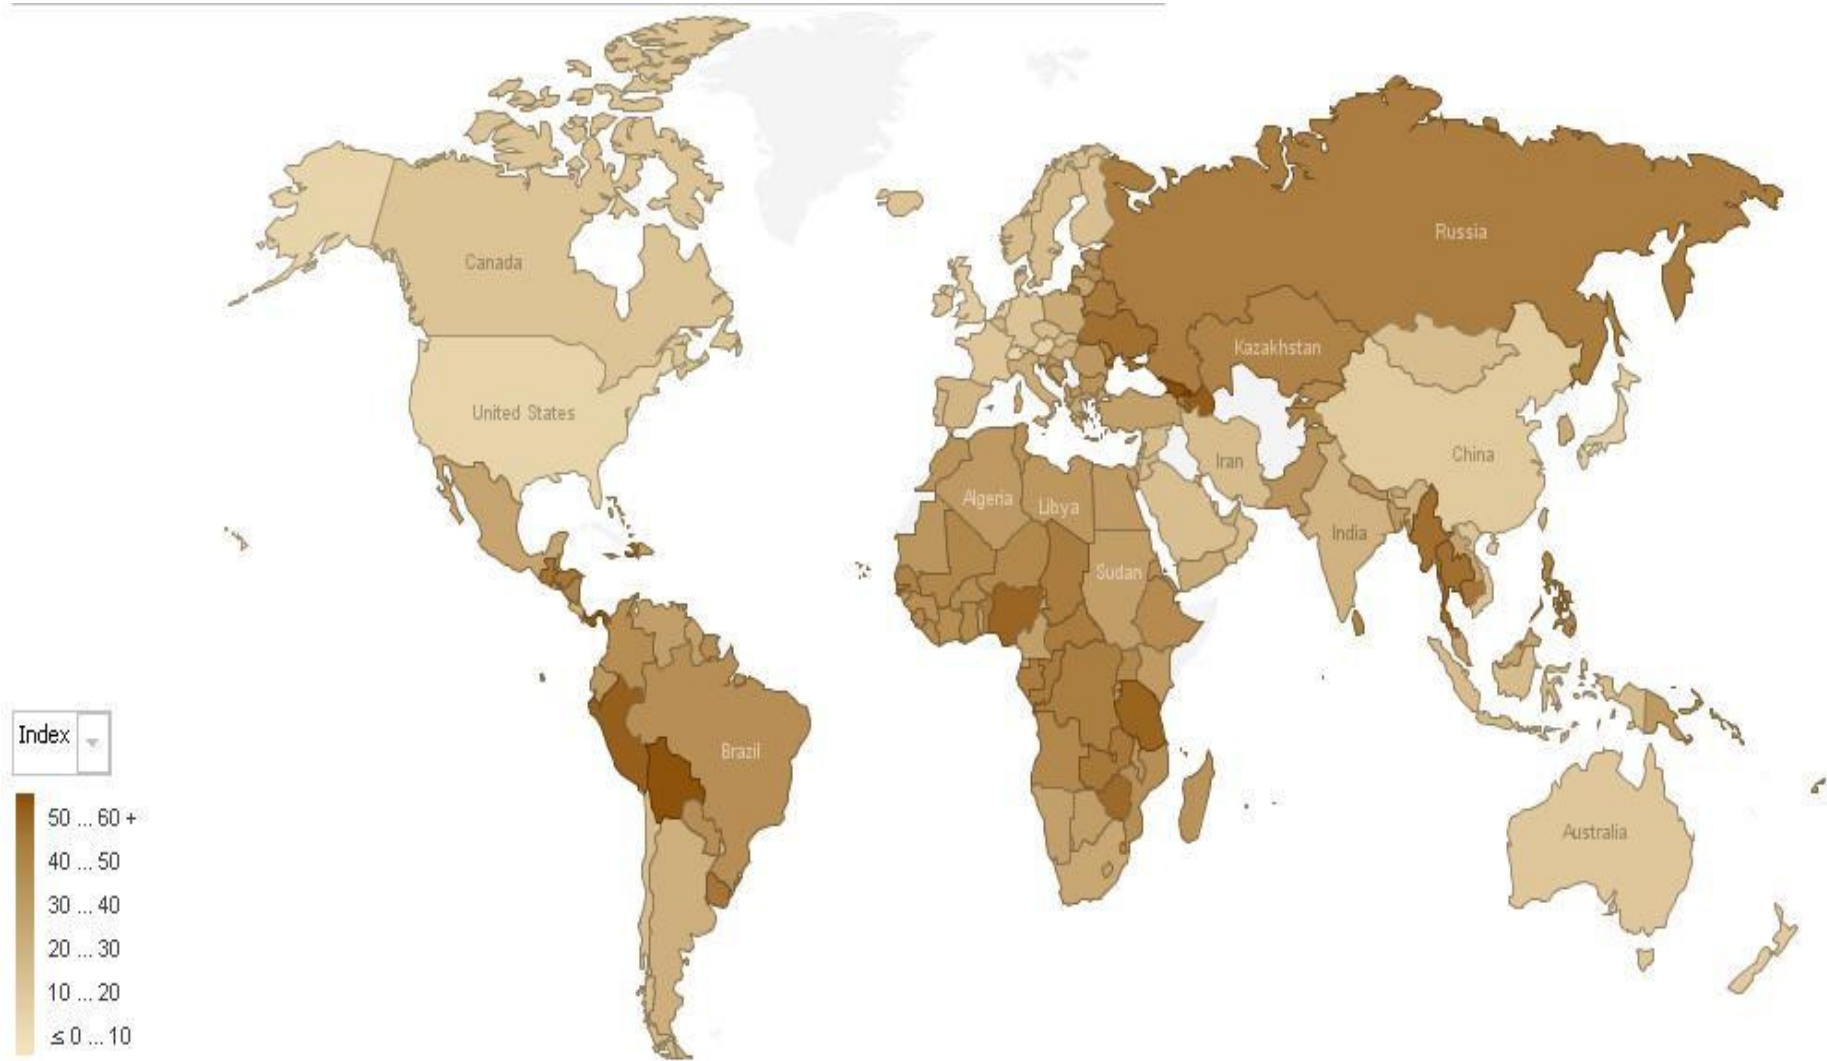 Canada
Russia
Kazakhstan
United States
China
Iran
Algeria
Libya
India
Sudan
Brazil
Australia
Index
50 ... 60 +
40 ... 50
30 ... 40
20 ... 30
10 ... 20
≤ 0 ... 10